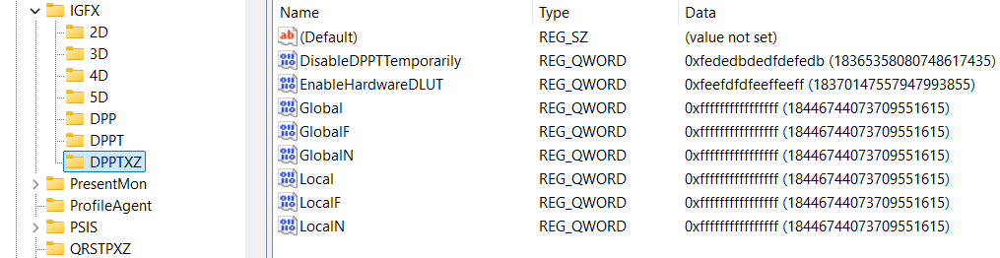 IGFX
2D
3D
4D
5D
DPP
DPPT
DPPTXZ
PresentMon
ProfileAgent
PSIS
QRSTPXZ
Name Type Data
(Default) REG_SZ (value not set)
DisableDPPTTemporarily REG_QWORD 0xfededbdedfdefedb (18365358080748617435)
EnableHardwareDLUT REG_QWORD 0xfeefdfdfeeffeeff (18370147557947993855)
Global REG_QWORD 0xffffffffffffffff (18446744073709551615)
GlobalF REG_QWORD 0xffffffffffffffff (18446744073709551615)
GlobalN REG_QWORD 0xffffffffffffffff (18446744073709551615)
Local REG_QWORD 0xffffffffffffffff (18446744073709551615)
LocalF REG_QWORD 0xffffffffffffffff (18446744073709551615)
LocalN REG_QWORD 0xffffffffffffffff (18446744073709551615)